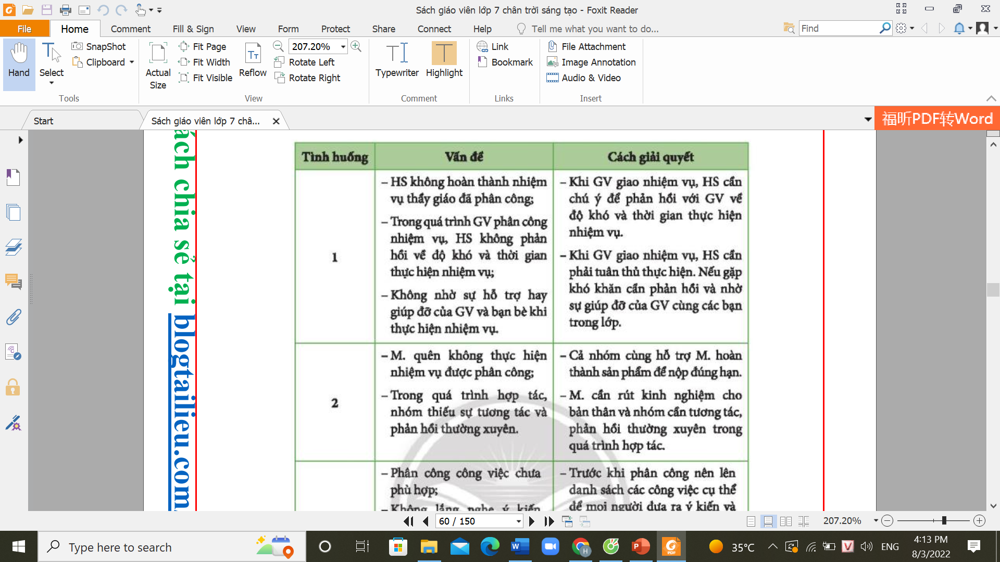 Sách giáo viên lớp 7 chân trời sáng tạo - Foxit Reader
File Home Comment Fill & Sign View Form Protect Share Connect Help Tell me what you want to do... Find
Hand
Select
SnapShot
Clipboard
Tools
Actual
Size
Fit Page
Fit Width
Fit Visible
Reflow
207.20%
Rotate Left
Rotate Right
View
Typewriter
Highlight
Comment
Link
Bookmark
Links
File Attachment
Image Annotation
Audio & Video
Insert
Start
Sách giáo viên lớp 7 châ...
福昕PDF转Word
ách chia sẻ tại blogtailieu.com
Tình huống
Vấn đề
Cách giải quyết
1
– HS không hoàn thành nhiệm
vụ thầy giáo đã phân công;
– Trong quá trình GV phân công
nhiệm vụ, HS không phản
hồi về độ khó và thời gian
thực hiện nhiệm vụ;
– Không nhờ sự hỗ trợ hay
giúp đỡ của GV và bạn bè khi
thực hiện nhiệm vụ.
– Khi GV giao nhiệm vụ, HS cần
chú ý để phản hồi với GV về
độ khó và thời gian thực hiện
nhiệm vụ.
– Khi GV giao nhiệm vụ, HS cần
phải tuân thủ thực hiện. Nếu gặp
khó khăn cần phản hồi và nhờ
sự giúp đỡ của GV cùng các bạn
trong lớp.
2
– M. quên không thực hiện
nhiệm vụ được phân công;
– Trong quá trình hợp tác,
nhóm thiếu sự tương tác và
phản hồi thường xuyên.
– Cả nhóm cùng hỗ trợ M. hoàn
thành sản phẩm để nộp đúng hạn.
– M. cần rút kinh nghiệm cho
bản thân và nhóm cần tương tác,
phản hồi thường xuyên trong
quá trình hợp tác.
– Phân công công việc chưa
phù hợp;
– Không lắng nghe ý kiến
– Trước khi phân công nên lên
danh sách các công việc cụ thể
để mọi người đưa ra ý kiến và
60 / 150
207.20%
Type here to search
35°C
ENG
4:13 PM
8/3/2022